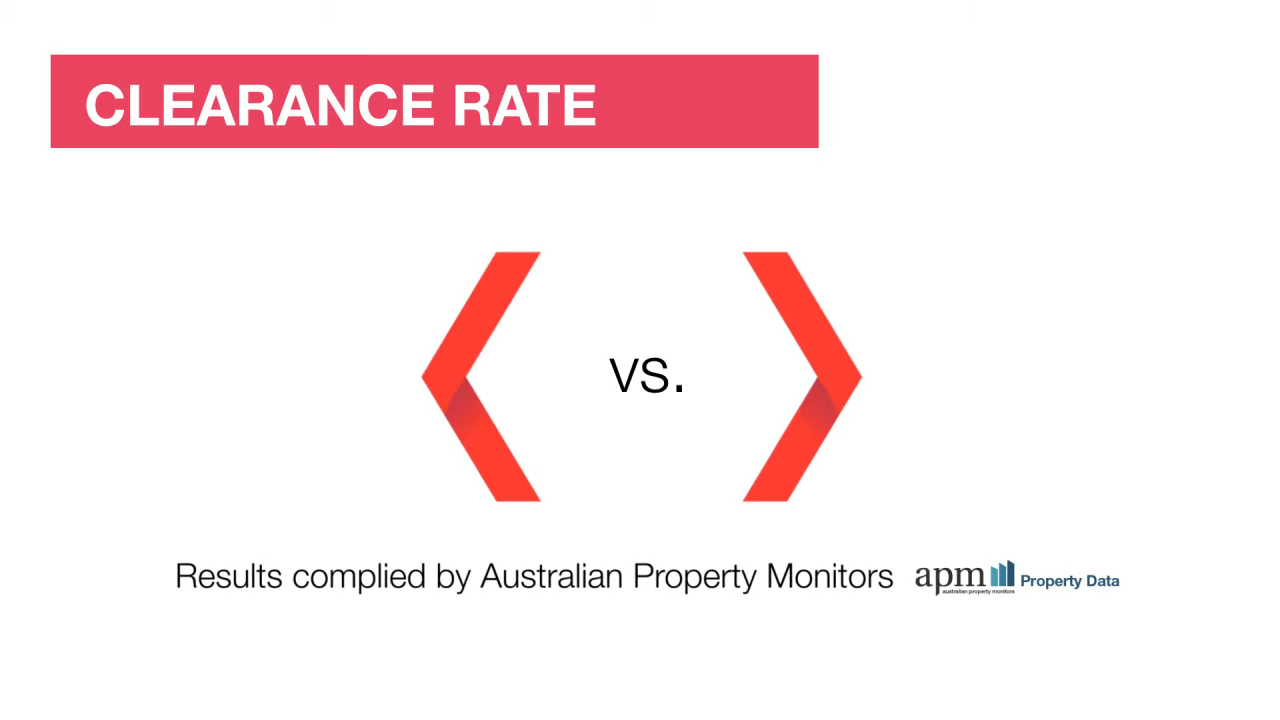 CLEARANCE RATE
vs.
Results complied by Australian Property Monitors
apm Property Data
australian property monitors